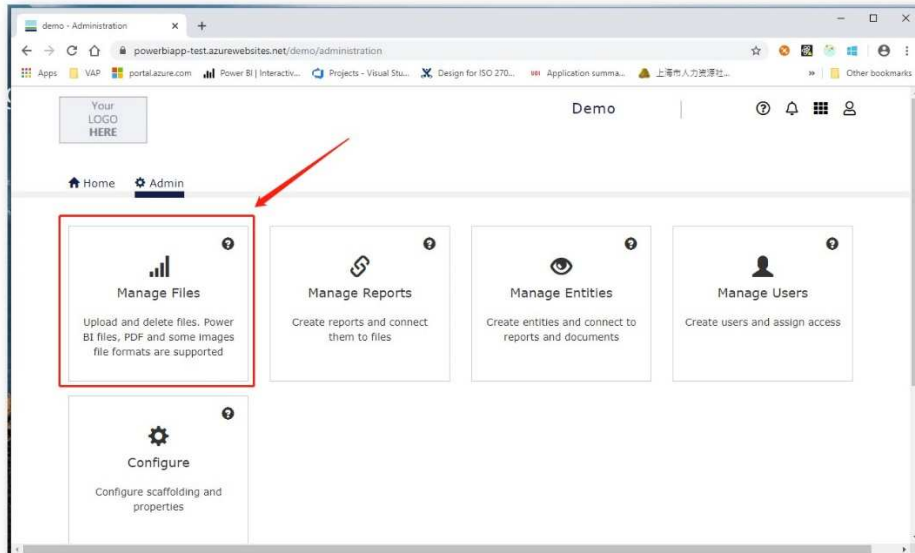 demo - Administration
powerbiapp-test.azurewebsites.net/demo/administration
Apps VAP portal.azure.com Power BI | Interactiv... Projects - Visual Stu... Design for ISO 270... Application summa... 上海市人力资源社... » Other bookmarks
Your
LOGO
HERE
Demo
Home Admin
Manage Files
Upload and delete files. Power
BI files, PDF and some images
file formats are supported
Manage Reports
Create reports and connect
them to files
Manage Entities
Create entities and connect to
reports and documents
Manage Users
Create users and assign access
Configure
Configure scaffolding and
properties